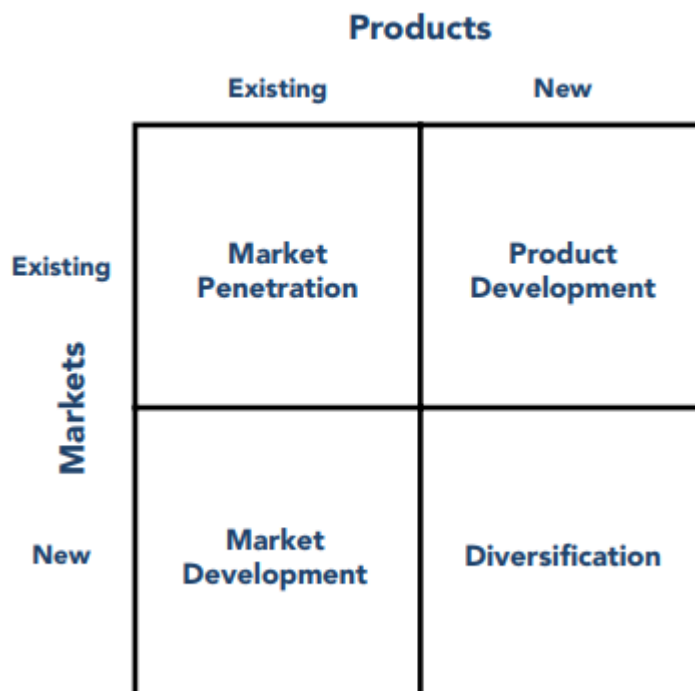 Products
Existing New
Existing
Market
Penetration
Product
Development
Markets
New
Market
Development
Diversification